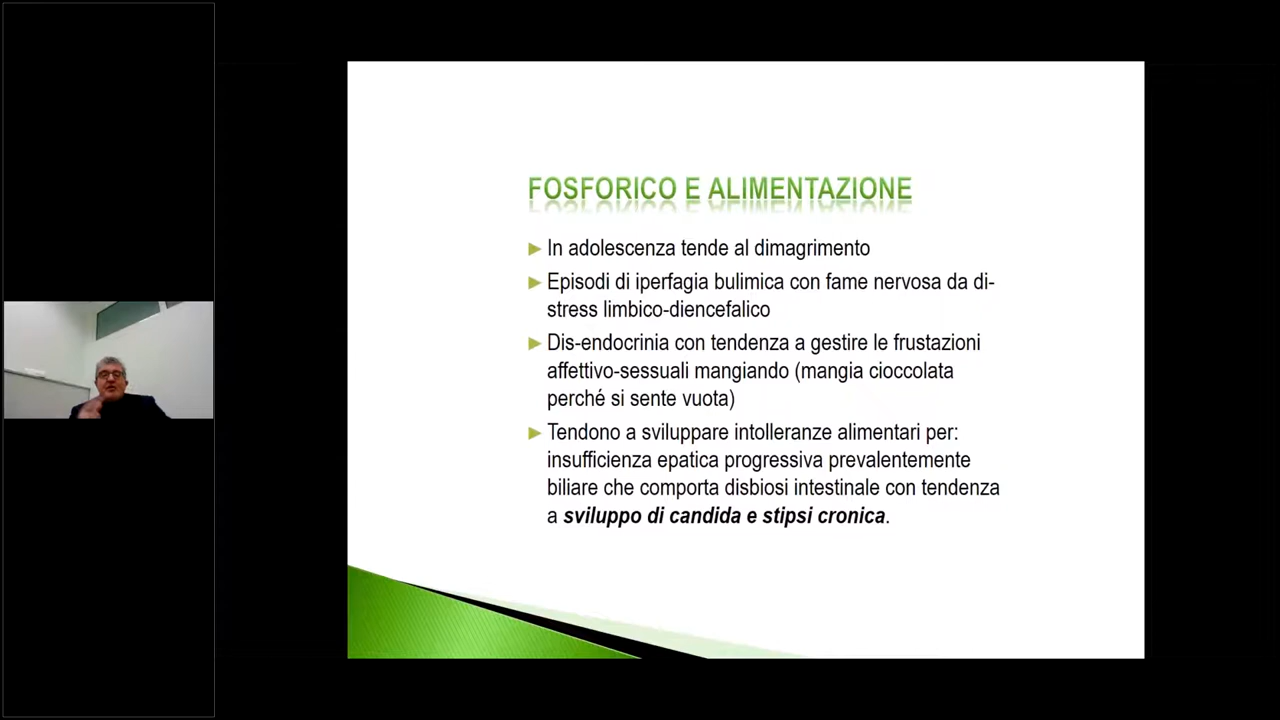 FOSFORICO E ALIMENTAZIONE
In adolescenza tende al dimagrimento
Episodi di iperfagia bulimica con fame nervosa da di-
stress limbico-diencefalico
Dis-endocrinia con tendenza a gestire le frustazioni
affettivo-sessuali mangiando (mangia cioccolata
perché si sente vuota)
Tendono a sviluppare intolleranze alimentari per:
insufficienza epatica progressiva prevalentemente
biliare che comporta disbiosi intestinale con tendenza
a sviluppo di candida e stipsi cronica.